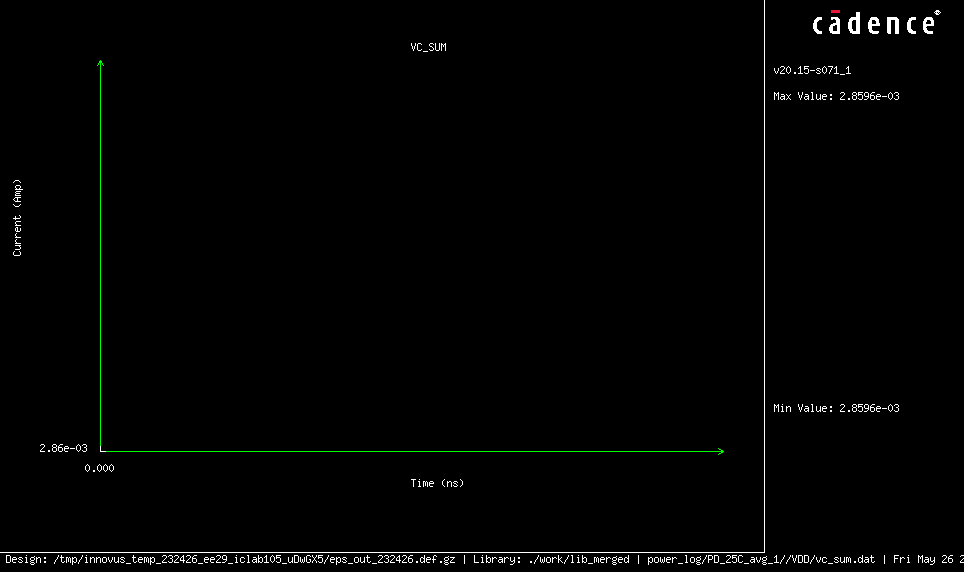 cādence®
VC_SUM
v20.15-s071_1
Max Value: 2.8596e-03
Current (Amp)
Min Value: 2.8596e-03
2.86e-03
0.000
Time (ns)
Design: /tmp/innovus_temp_232426_ee29_iclab105_uDwGX5/eps_out_232426.def.gz | Library: ./work/lib_merged | power_log/PD_25C_avg_1//VDD/vc_sum.dat | Fri May 26 2